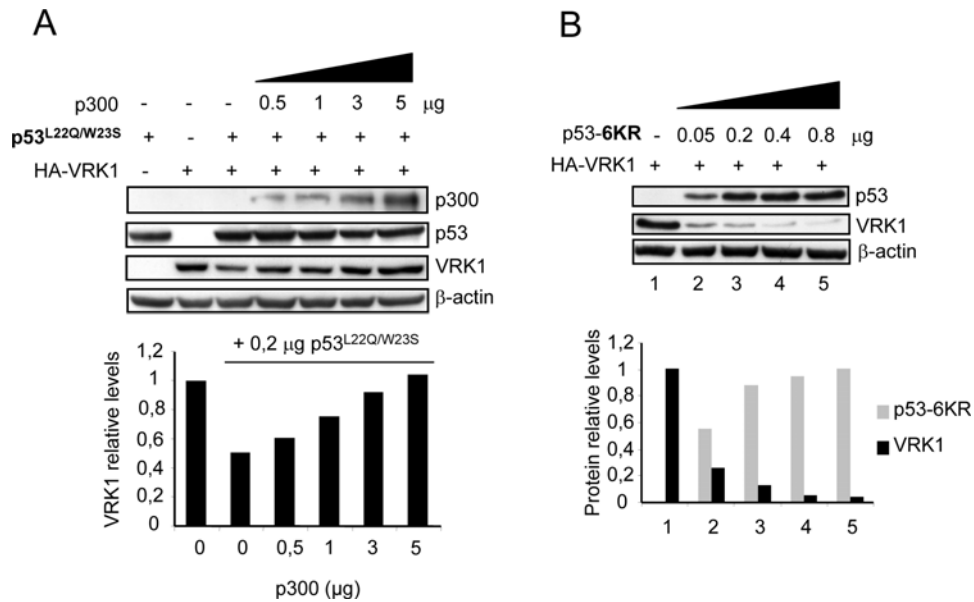 A
p300 - - - 0.5 1 3 5 μg
p53L22Q/W23S + - + + + + +
HA-VRK1 - + + + + + +
p300
p53
VRK1
β-actin
+ 0,2 μg p53L22Q/W23S
VRK1 relative levels
1,2
1
0,8
0,6
0,4
0,2
0
0 0 0,5 1 3 5
p300 (μg)
B
p53-6KR - 0.05 0.2 0.4 0.8 μg
HA-VRK1 + + + + +
p53
VRK1
β-actin
1 2 3 4 5
Protein relative levels
1,2
1
0,8
0,6
0,4
0,2
0
1 2 3 4 5
p53-6KR
VRK1